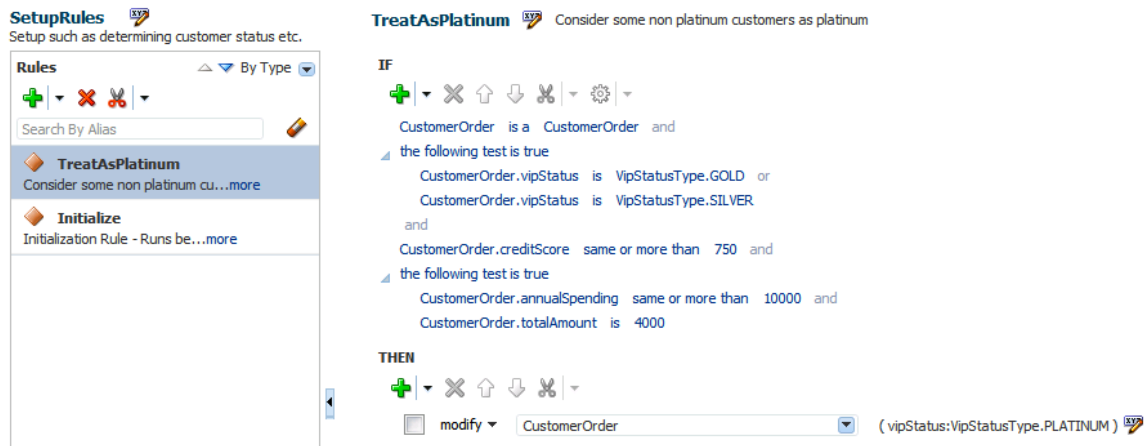 SetupRules
Setup such as determining customer status etc.
Rules
By Type
Search By Alias
TreatAsPlatinum
Consider some non platinum cu...more
Initialize
Initialization Rule - Runs be...more
TreatAsPlatinum Consider some non platinum customers as platinum
IF
CustomerOrder is a CustomerOrder and
the following test is true
CustomerOrder.vipStatus is VipStatusType.GOLD or
CustomerOrder.vipStatus is VipStatusType.SILVER
and
CustomerOrder.creditScore same or more than 750 and
the following test is true
CustomerOrder.annualSpending same or more than 10000 and
CustomerOrder.totalAmount is 4000
THEN
modify CustomerOrder ( vipStatus:VipStatusType.PLATINUM )